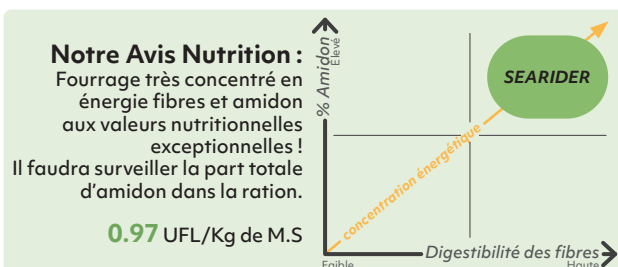 Notre Avis Nutrition :
Fourrage très concentré en
énergie fibres et amidon
aux valeurs nutritionnelles
exceptionnelles !
Il faudra surveiller la part totale
d'amidon dans la ration.
0.97 UFL/Kg de M.S
% Amidon
Elevé
SEARIDER
concentration énergétique
Digestibilité des fibres
Faible
Haute